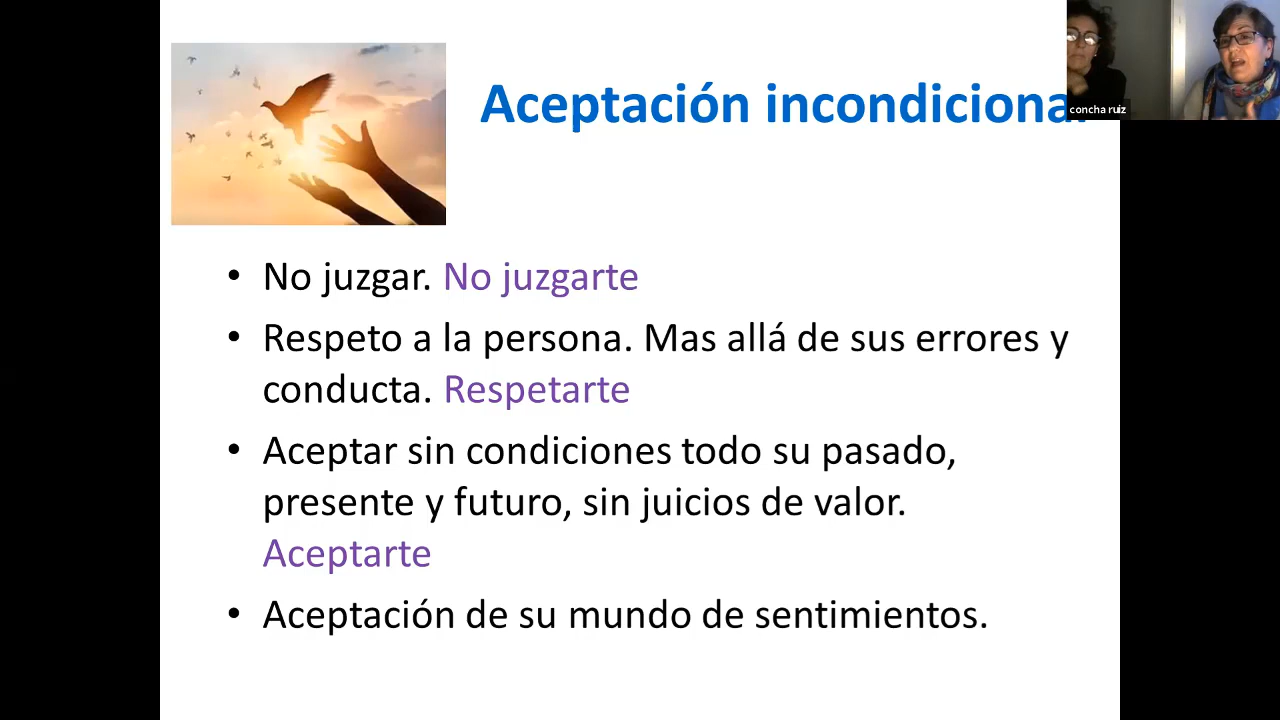 Aceptación incondicional
concha ruiz
• No juzgar. No juzgarte
• Respeto a la persona. Mas allá de sus errores y
conducta. Respetarte
• Aceptar sin condiciones todo su pasado,
presente y futuro, sin juicios de valor.
Aceptarte
• Aceptación de su mundo de sentimientos.